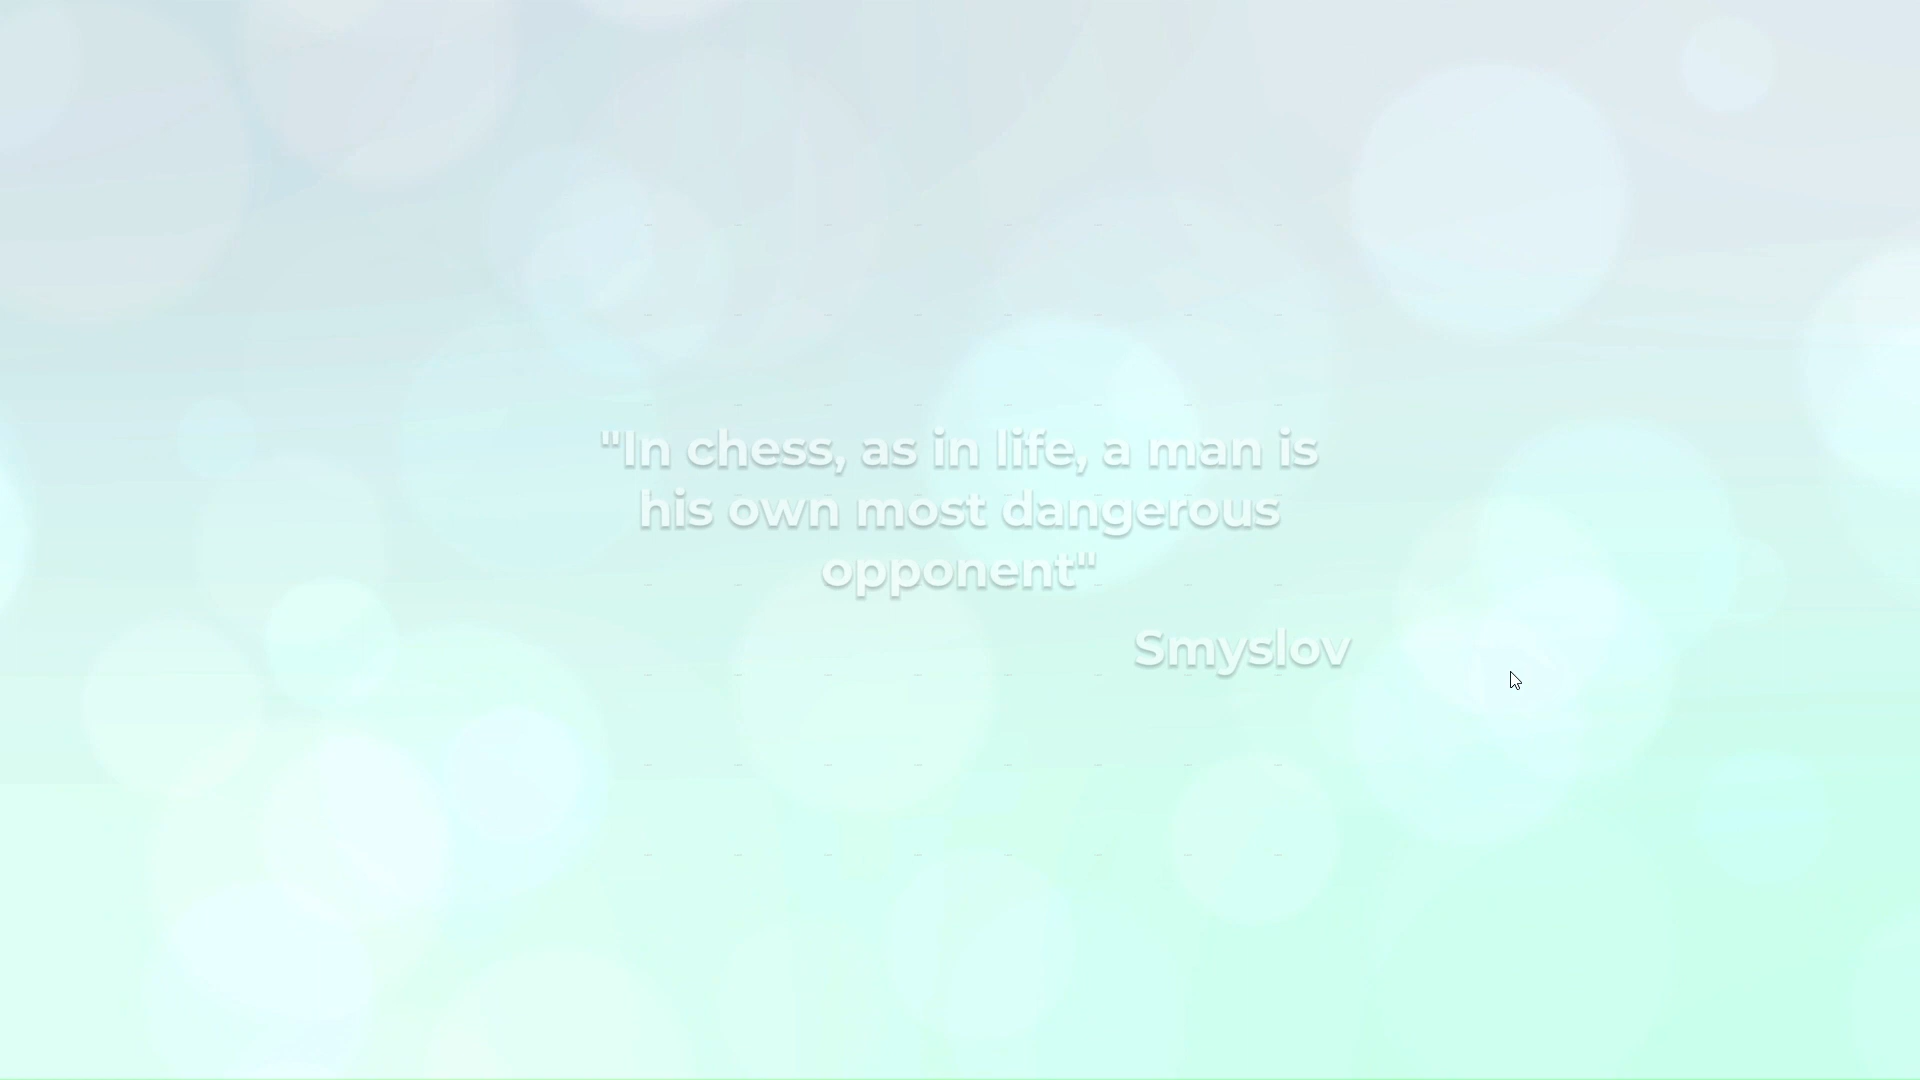 "In chess, as in life, a man is
his own most dangerous
opponent"
Smyslov